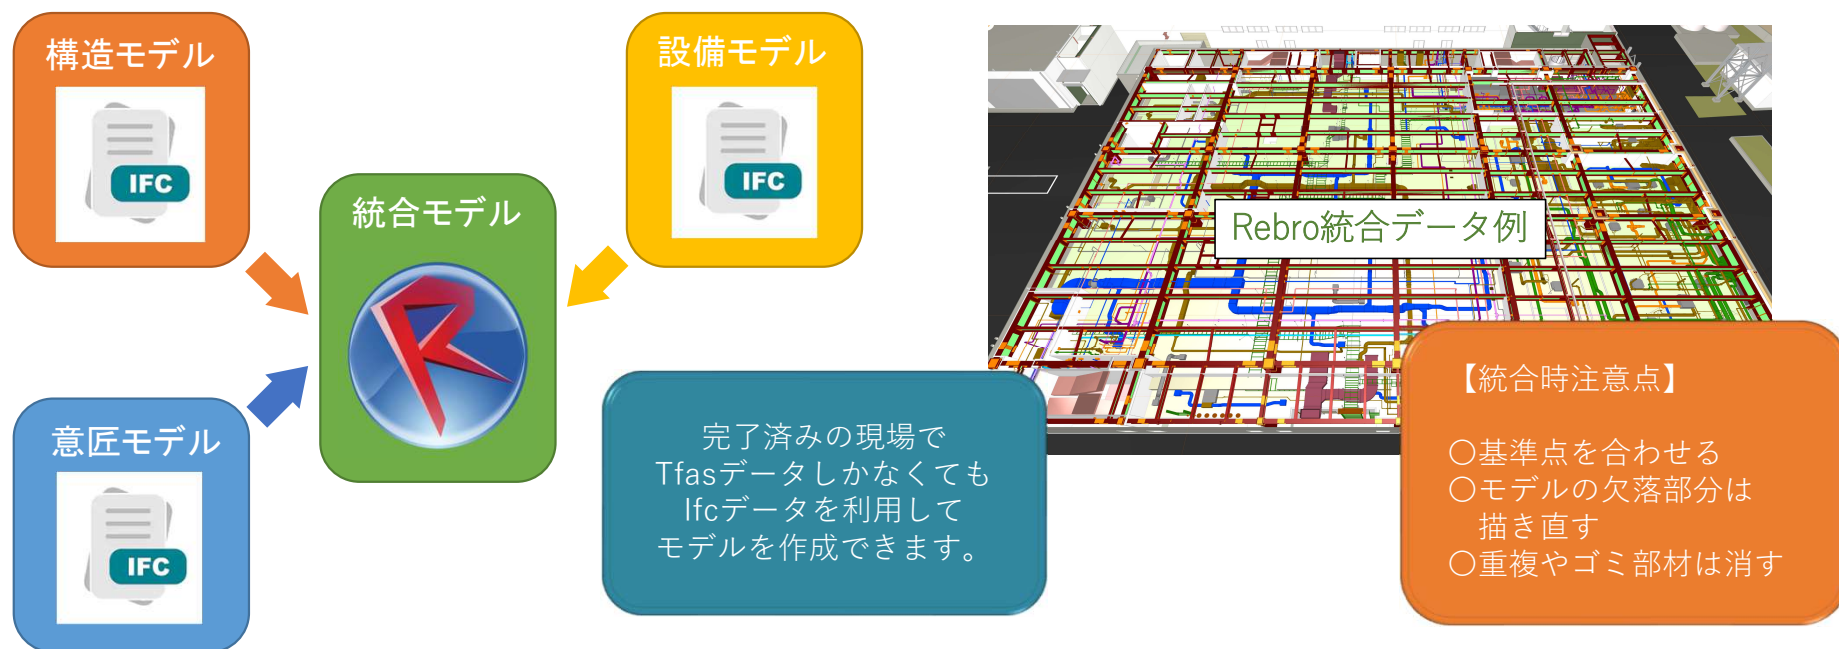 構造モデル
IFC
意匠モデル
IFC
統合モデル
設備モデル
IFC
Rebro統合データ例
完了済みの現場で
Tfasデータしかなくても
Ifcデータを利用して
モデルを作成できます。
【統合時注意点】
○基準点を合わせる
○モデルの欠落部分は
描き直す
○重複やゴミ部材は消す